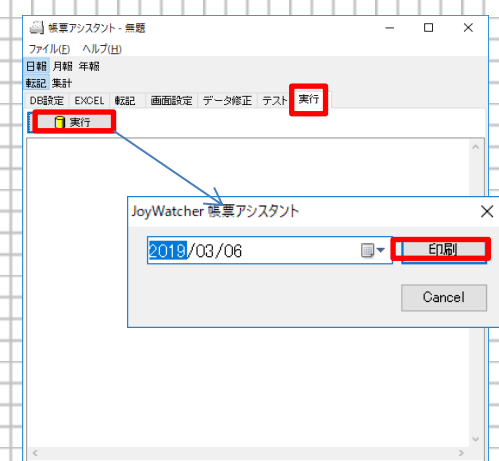 帳票アシスタント - 無題
ファイル(F) ヘルプ(H)
日報 月報 年報
転記 集計
DB設定 EXCEL 転記 画面設定 データ修正 テスト 実行
実行
JoyWatcher 帳票アシスタント
2019/03/06
印刷
Cancel